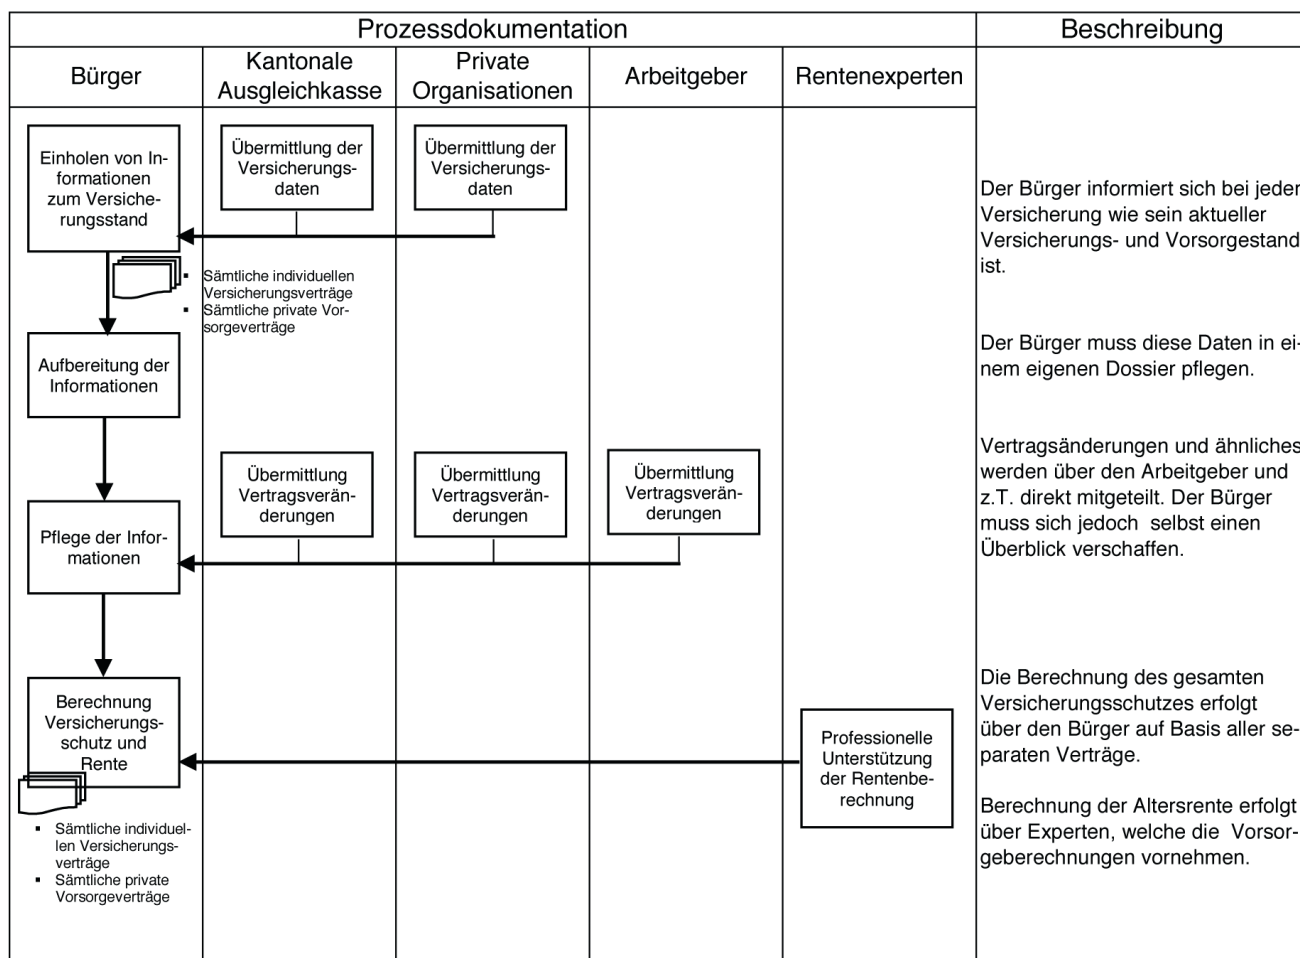 Prozessdokumentation
Beschreibung
Bürger
Kantonale
Ausgleichkasse
Private
Organisationen
Arbeitgeber
Rentenexperten
Einholen von In-
formationen
zum Versiche-
rungsstand
Übermittlung der
Versicherungs-
daten
Übermittlung der
Versicherungs-
daten
Der Bürger informiert sich bei jeder
Versicherung wie sein aktueller
Versicherungs- und Vorsorgestand
ist.
▪ Sämtliche individuellen
Versicherungsverträge
▪ Sämtliche private Vor-
sorgeverträge
Aufbereitung der
Informationen
Der Bürger muss diese Daten in ei-
nem eigenen Dossier pflegen.
Pflege der Infor-
mationen
Übermittlung
Vertragsverän-
derungen
Übermittlung
Vertragsverän-
derungen
Übermittlung
Vertragsverän-
derungen
Vertragsänderungen und ähnliches
werden über den Arbeitgeber und
z.T. direkt mitgeteilt. Der Bürger
muss sich jedoch selbst einen
Überblick verschaffen.
Berechnung
Versicherungs-
schutz und
Rente
Professionelle
Unterstützung
der Rentenbe-
rechnung
Die Berechnung des gesamten
Versicherungsschutzes erfolgt
über den Bürger auf Basis aller se-
paraten Verträge.
Berechnung der Altersrente erfolgt
über Experten, welche die Vorsor-
geberechnungen vornehmen.
▪ Sämtliche individuel-
len Versicherungs-
verträge
▪ Sämtliche private
Vorsorgeverträge